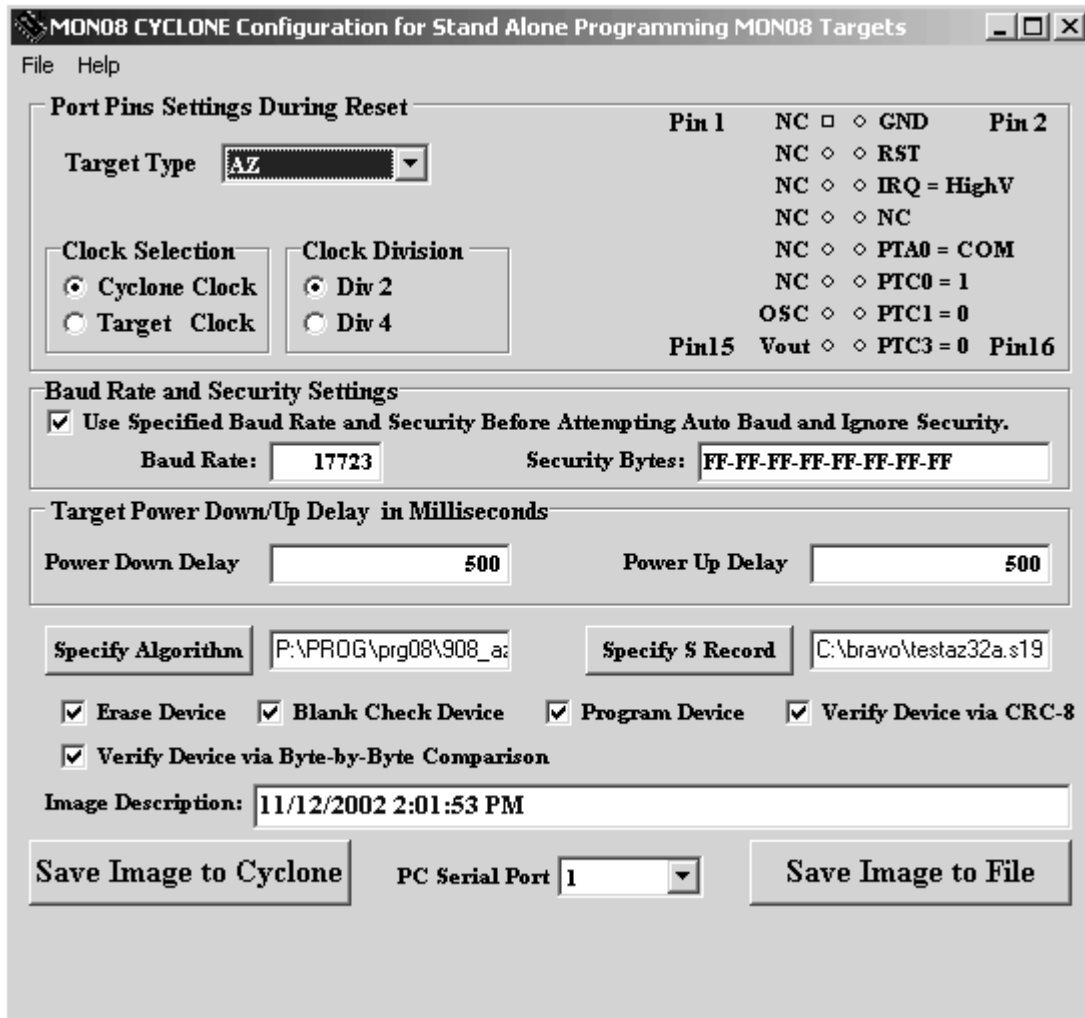 MON08 CYCLONE Configuration for Stand Alone Programming MON08 Targets
File Help
Port Pins Settings During Reset
Target Type AZ
Pin 1 NC GND Pin 2
NC RST
NC IRQ = HighV
NC NC
NC PTA0 = COM
NC PTC0 = 1
OSC PTC1 = 0
Pin15 Vout PTC3 = 0 Pin16
Clock Selection
Cyclone Clock
Target Clock
Clock Division
Div 2
Div 4
Baud Rate and Security Settings
Use Specified Baud Rate and Security Before Attempting Auto Baud and Ignore Security.
Baud Rate: 17723 Security Bytes: FF-FF-FF-FF-FF-FF-FF-FF
Target Power Down/Up Delay in Milliseconds
Power Down Delay 500 Power Up Delay 500
Specify Algorithm P:\PROG\prg08\908_az Specify S Record C:\bravo\testaz32a.s19
Erase Device Blank Check Device Program Device Verify Device via CRC-8
Verify Device via Byte-by-Byte Comparison
Image Description: 11/12/2002 2:01:53 PM
Save Image to Cyclone PC Serial Port 1 Save Image to File